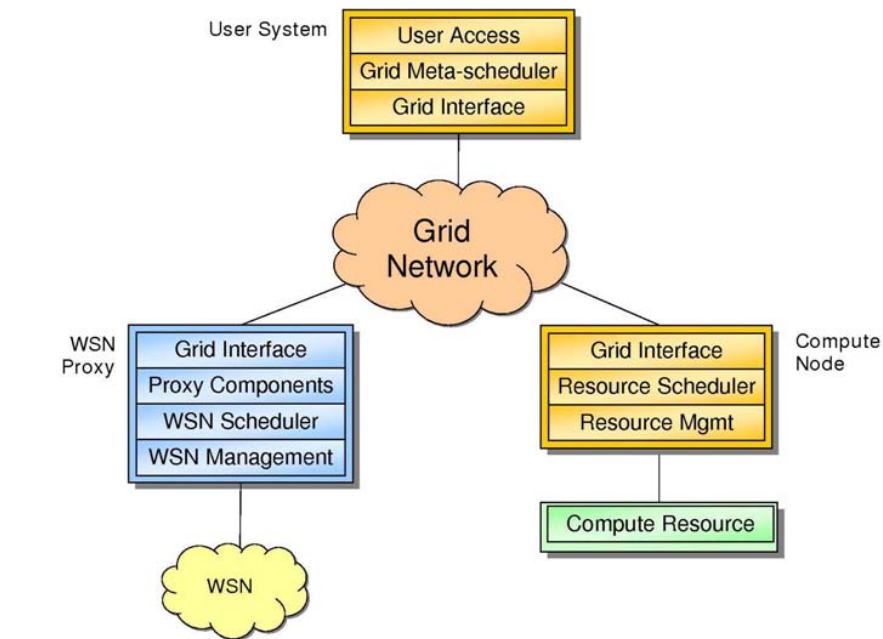 User System
User Access
Grid Meta-scheduler
Grid Interface
Grid
Network
WSN
Proxy
Grid Interface
Proxy Components
WSN Scheduler
WSN Management
WSN
Compute
Node
Grid Interface
Resource Scheduler
Resource Mgmt
Compute Resource